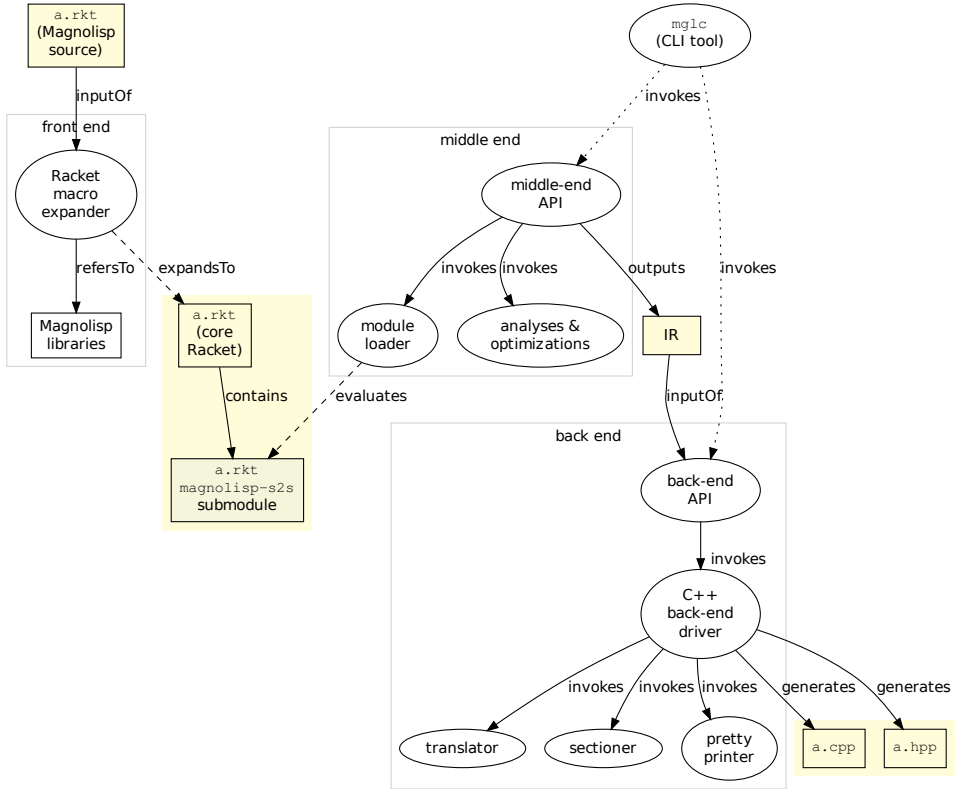 a.rkt
(Magnolisp
source)
mglc
(CLI tool)
inputOf
invokes
front end
middle end
Racket
macro
expander
middle-end
API
refersTo
expandsTo
invokes
invokes
outputs
invokes
Magnolisp
libraries
a.rkt
(core
Racket)
module
loader
analyses &
optimizations
IR
contains
evaluates
inputOf
back end
a.rkt
magnolisp-s2s
submodule
back-end
API
invokes
C++
back-end
driver
invokes
invokes
invokes
generates
generates
translator
sectioner
pretty
printer
a.cpp
a.hpp